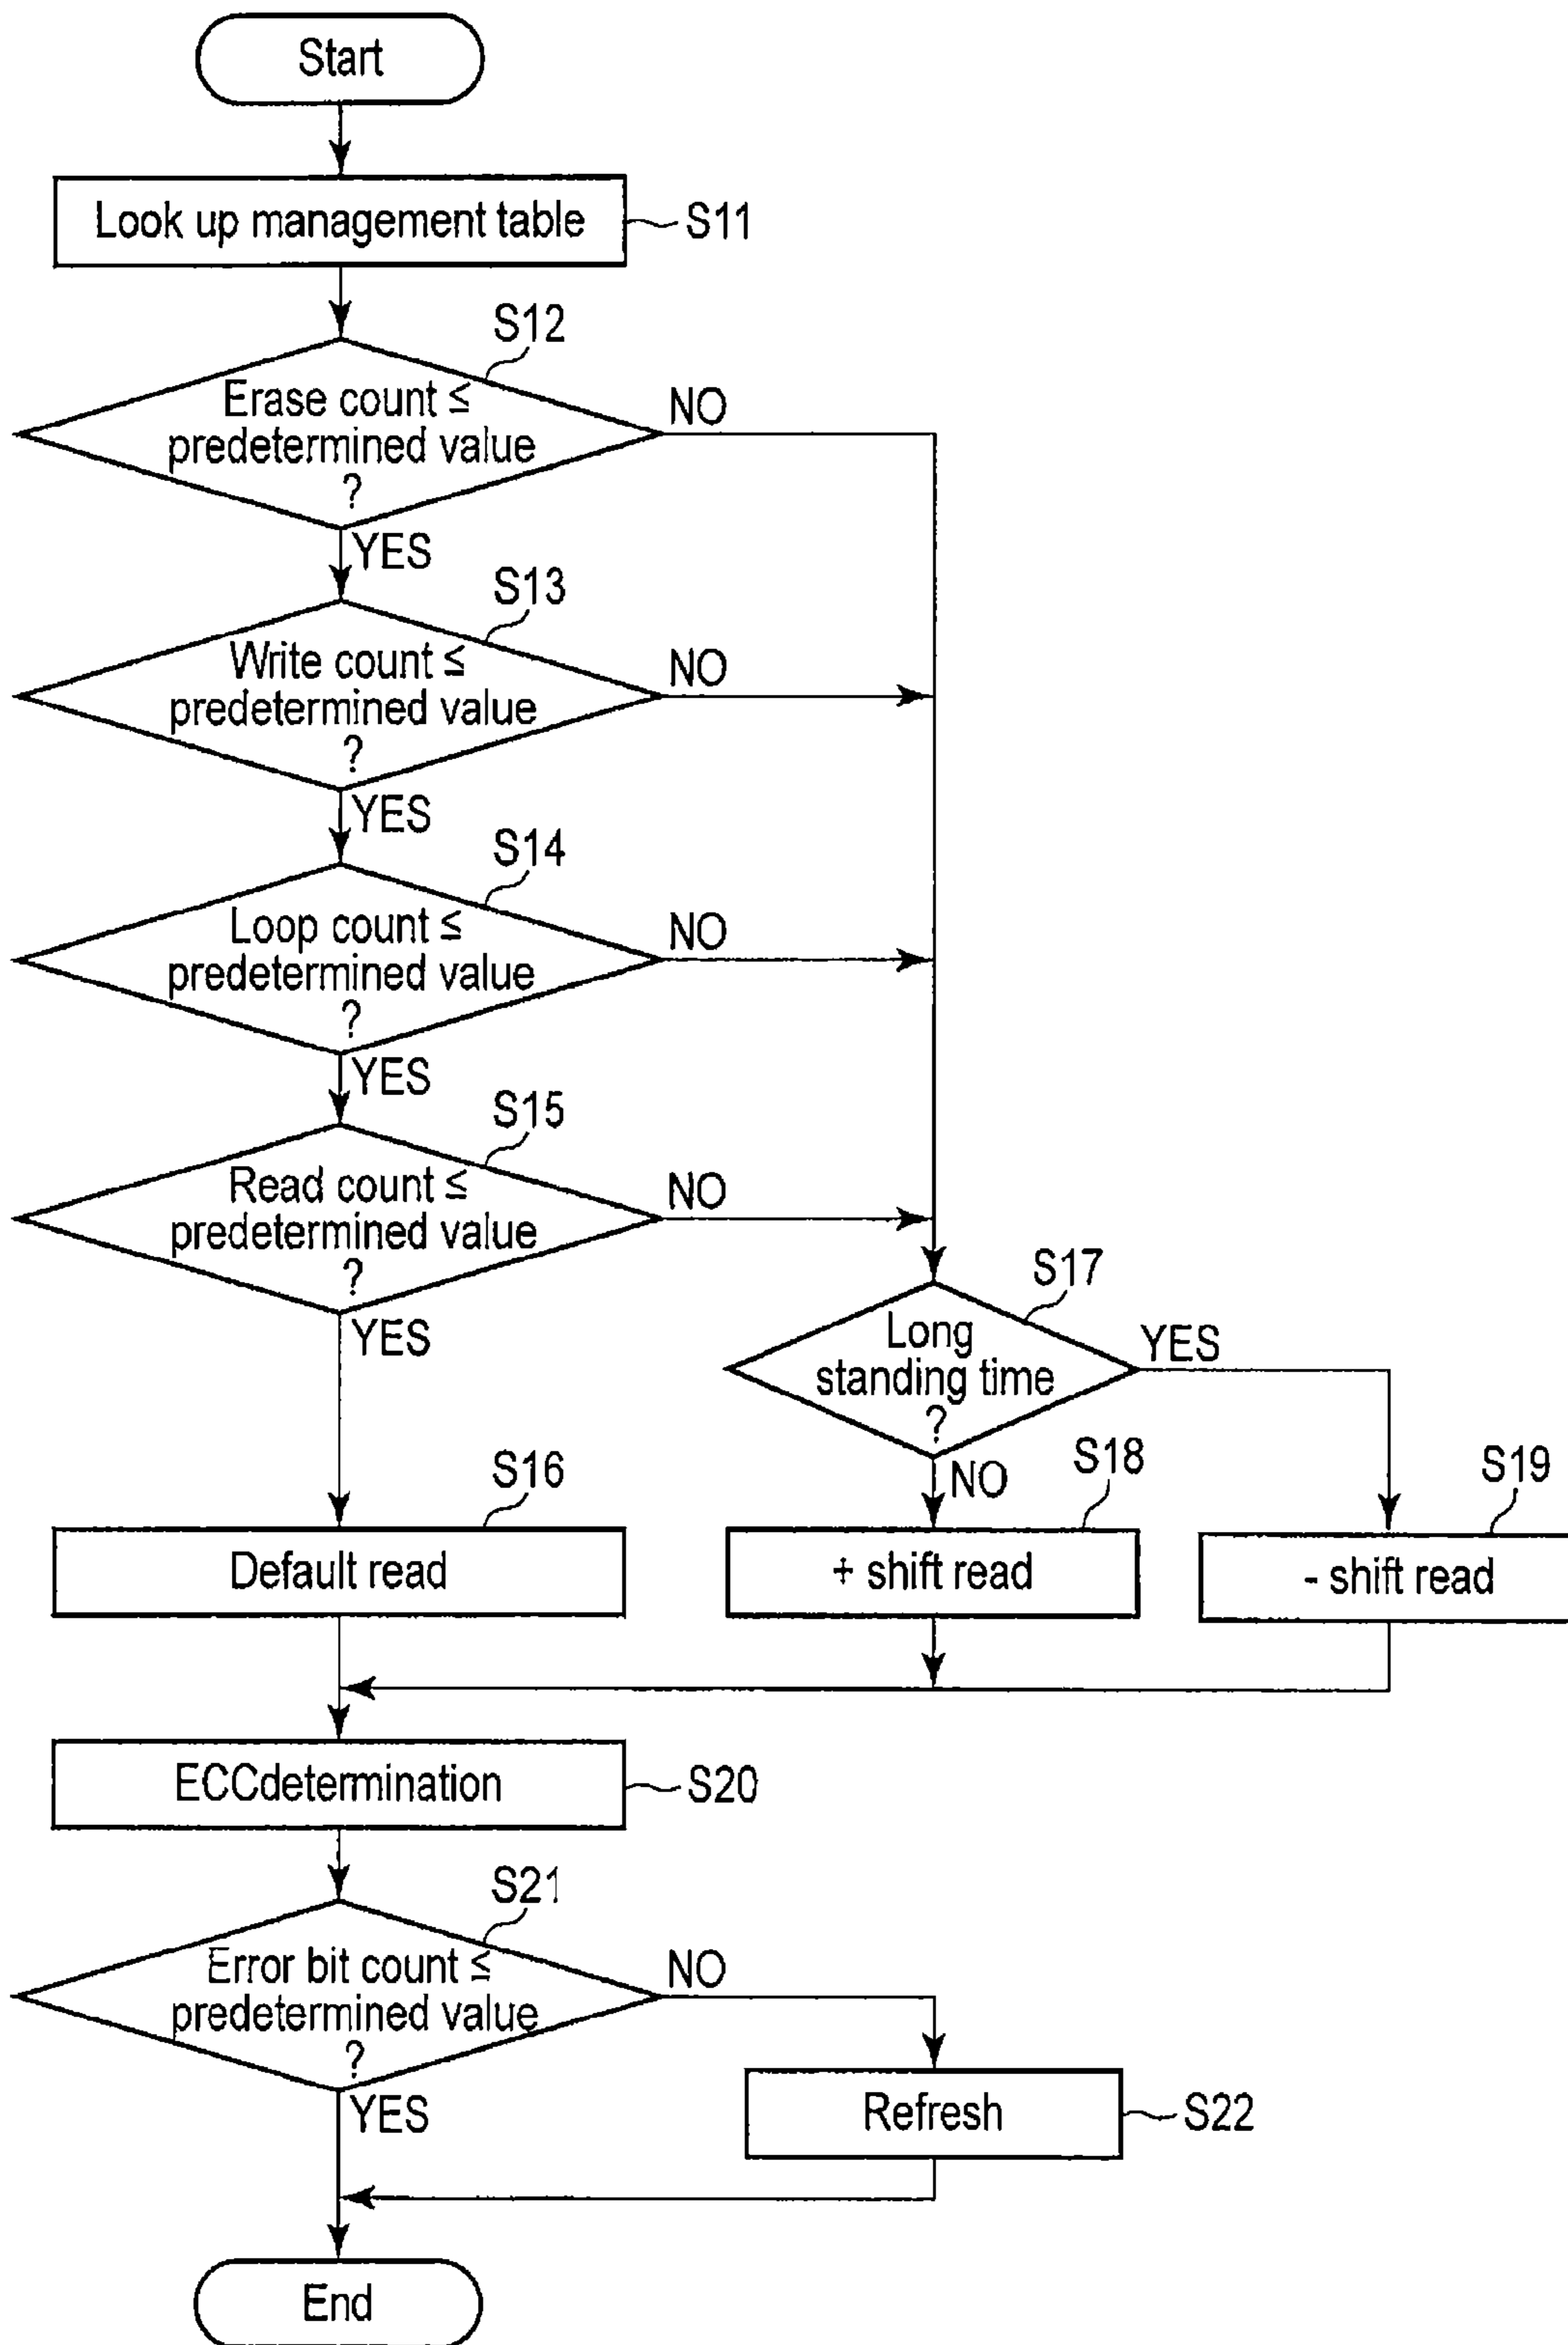 Start
Look up management table
S11
S12
Erase count ≤
predetermined value
?
NO
YES
S13
Write count ≤
predetermined value
?
NO
YES
S14
Loop count ≤
predetermined value
?
NO
YES
S15
Read count ≤
predetermined value
?
NO
YES
S17
Long
standing time
?
YES
NO
S16
Default read
S18
+ shift read
S19
- shift read
ECCdetermination
S20
S21
Error bit count ≤
predetermined value
?
NO
YES
Refresh
S22
End